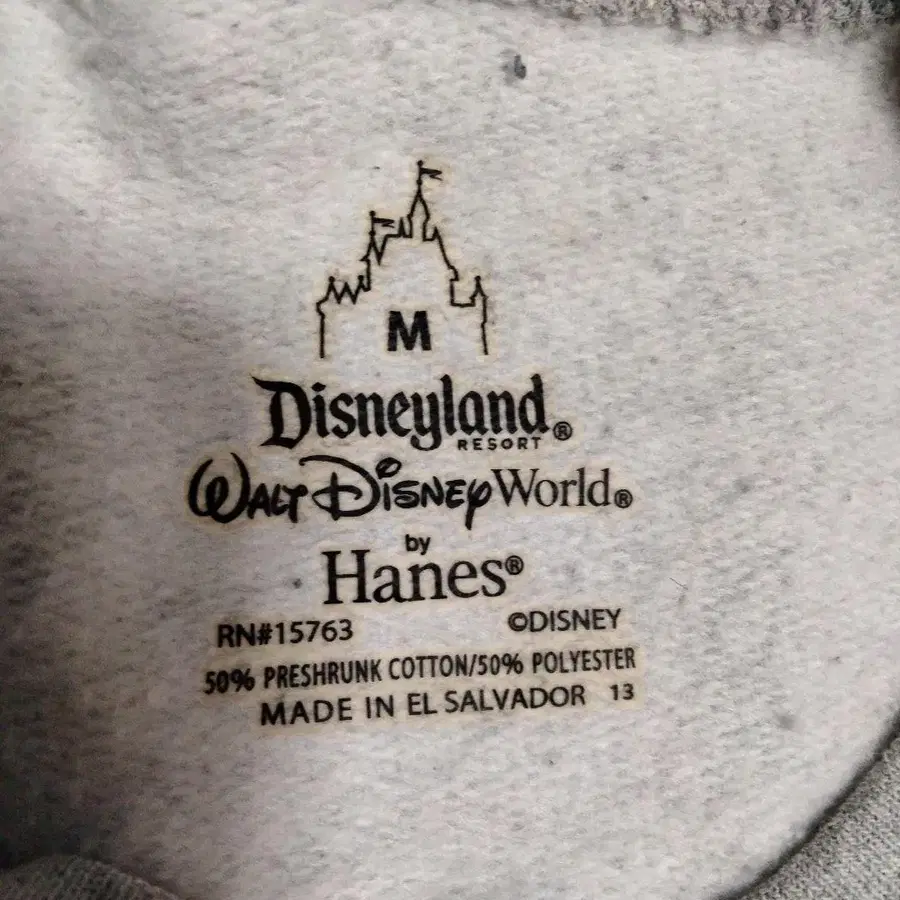 M
Disneyland®
RESORT
Walt Disney World®
by
Hanes®
RN#15763 ©DISNEY
50% PRESHRUNK COTTON/50% POLYESTER
MADE IN EL SALVADOR 13